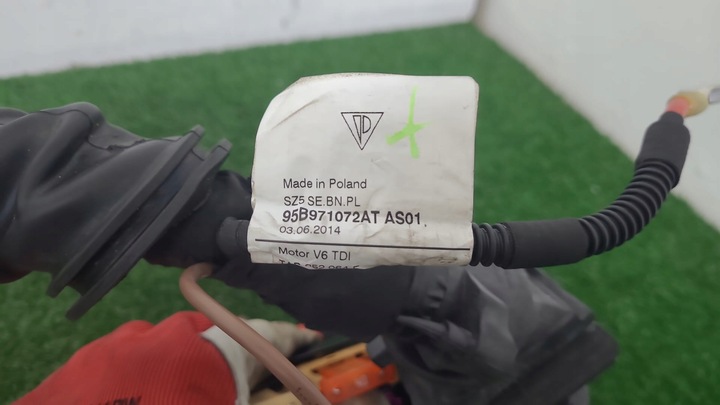 Made in Poland
SZ5 SE.BN.PL
95B971072AT AS01
03.06.2014
Motor V6 TDI